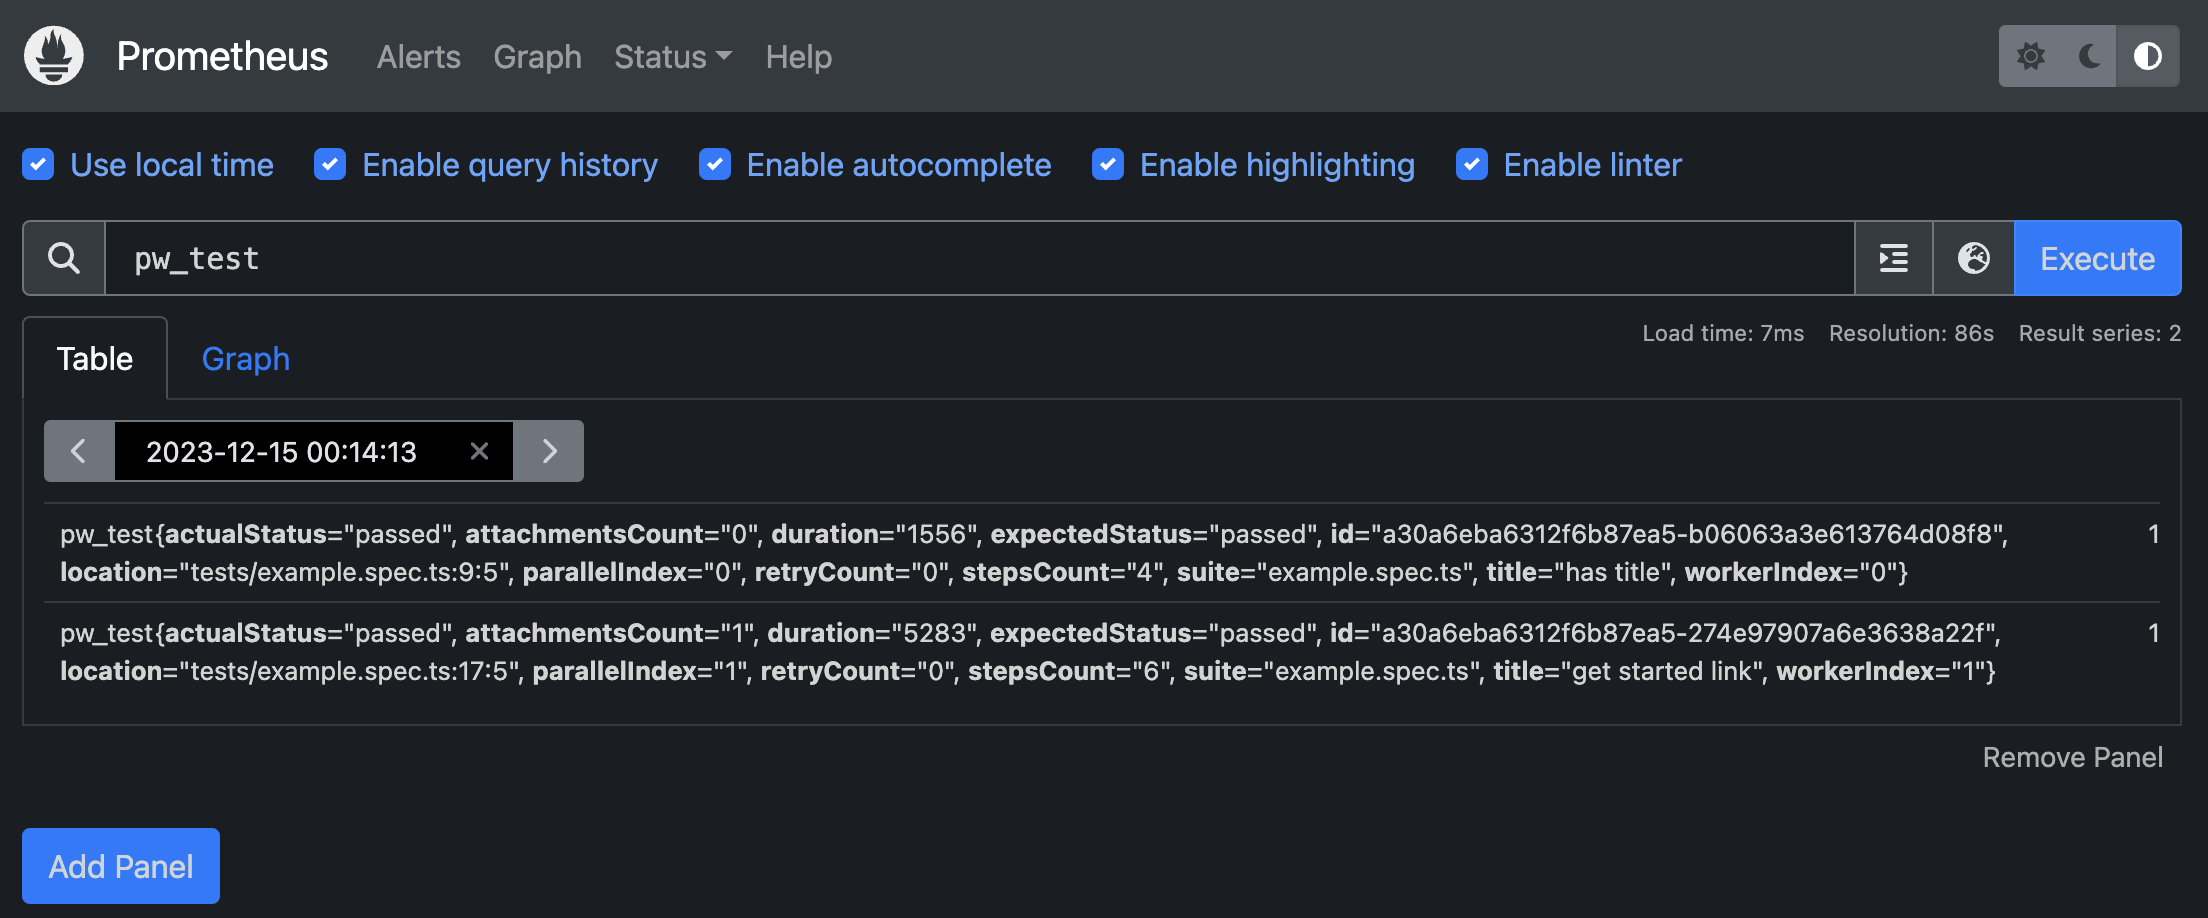 Prometheus Alerts Graph Status Help
Use local time Enable query history Enable autocomplete Enable highlighting Enable linter
pw_test Execute
Table Graph Load time: 7ms Resolution: 86s Result series: 2
2023-12-15 00:14:13
pw_test{actualStatus="passed", attachmentsCount="0", duration="1556", expectedStatus="passed", id="a30a6eba6312f6b87ea5-b06063a3e613764d08f8", 1
location="tests/example.spec.ts:9:5", parallelIndex="0", retryCount="0", stepsCount="4", suite="example.spec.ts", title="has title", workerIndex="0"}
pw_test{actualStatus="passed", attachmentsCount="1", duration="5283", expectedStatus="passed", id="a30a6eba6312f6b87ea5-274e97907a6e3638a22f", 1
location="tests/example.spec.ts:17:5", parallelIndex="1", retryCount="0", stepsCount="6", suite="example.spec.ts", title="get started link", workerIndex="1"}
Remove Panel
Add Panel